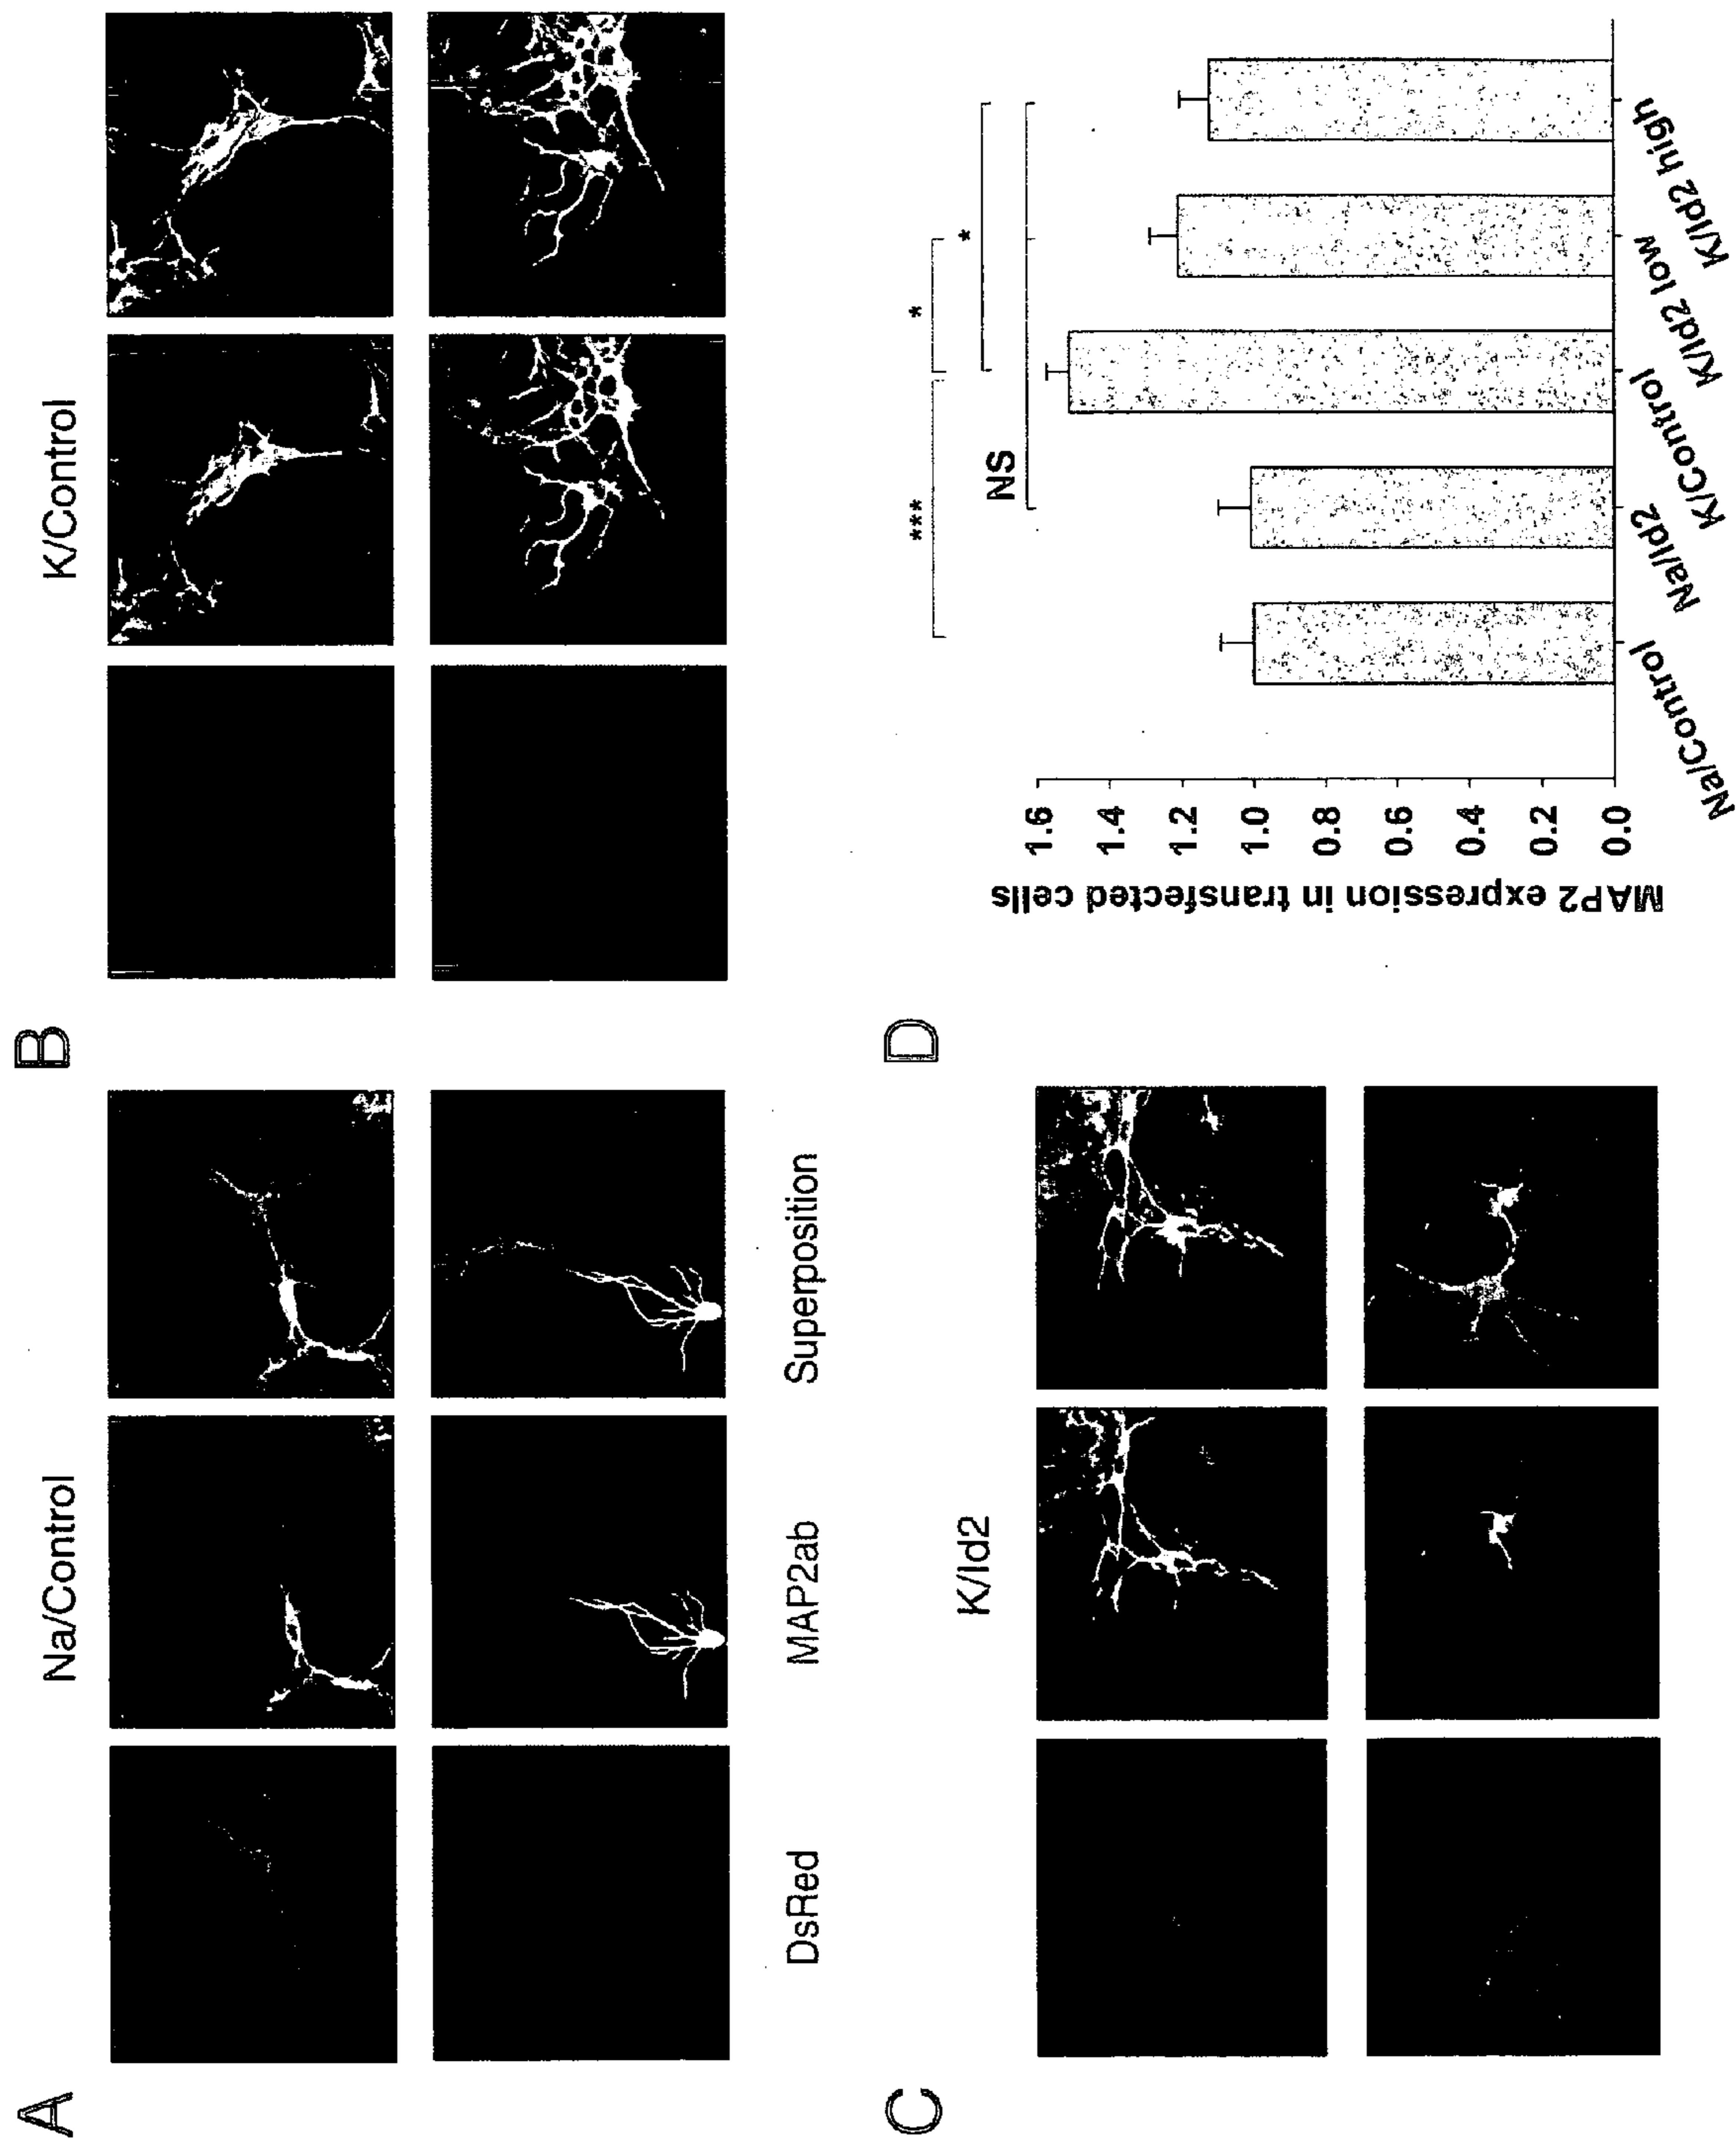 A
Na/Control
DsRed
MAP2ab
Superposition
B
K/Control
C
K/Id2
D
MAP2 expression in transfected cells
1.6
1.4
1.2
1.0
0.8
0.6
0.4
0.2
0.0
***
*
*
NS
Na/Control
Na/Id2
K/Control
K/Id2 low
K/Id2 high